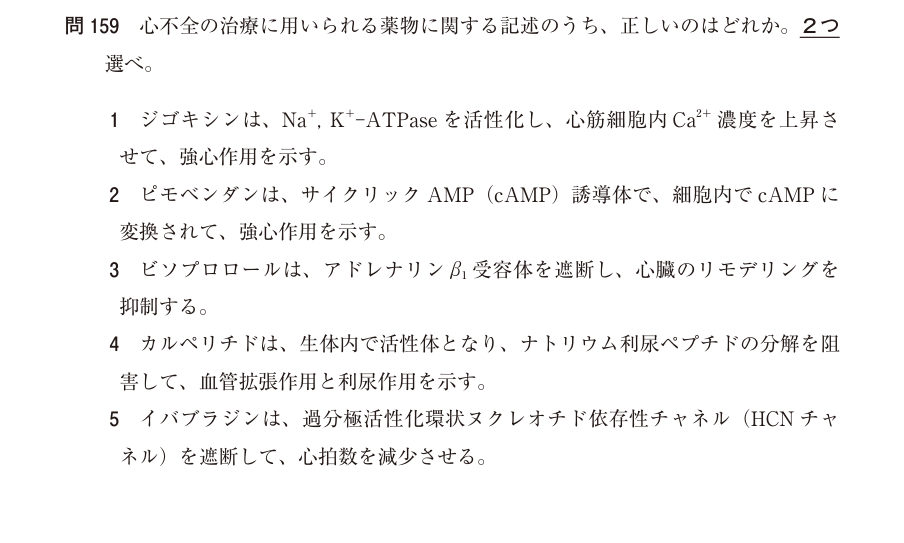 問159 心不全の治療に用いられる薬物に関する記述のうち、正しいのはどれか。2つ
選べ。
1 ジゴキシンは、Na⁺, K⁺-ATPase を活性化し、心筋細胞内 Ca²⁺ 濃度を上昇さ
せて、強心作用を示す。
2 ピモベンダンは、サイクリック AMP（cAMP）誘導体で、細胞内で cAMP に
変換されて、強心作用を示す。
3 ビソプロロールは、アドレナリン β₁ 受容体を遮断し、心臓のリモデリングを
抑制する。
4 カルペリチドは、生体内で活性体となり、ナトリウム利尿ペプチドの分解を阻
害して、血管拡張作用と利尿作用を示す。
5 イバブラジンは、過分極活性化環状ヌクレオチド依存性チャネル（HCN チャ
ネル）を遮断して、心拍数を減少させる。